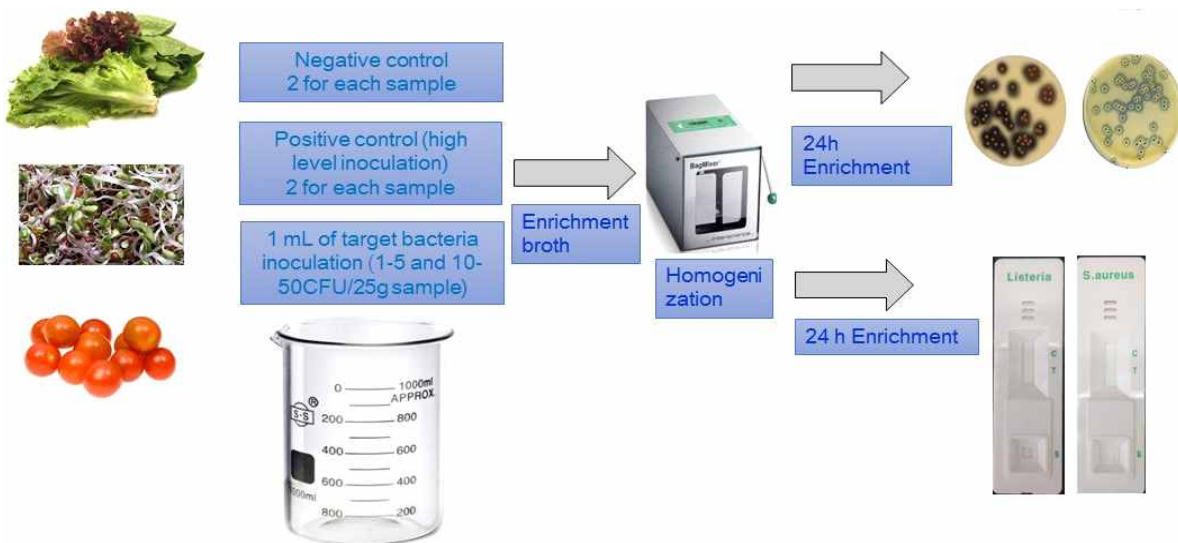 Negative control
2 for each sample
Positive control (high
level inoculation)
2 for each sample
1 mL of target bacteria
inoculation (1-5 and 10-
50CFU/25g sample)
Enrichment
broth
BagMixer
Homogeni
zation
24h
Enrichment
24 h Enrichment
Listeria
C
T
S
S.aureus
C
T
S
0 1000ml
APPROX.
S-S ®
200 800
400 600
600 400
800 200